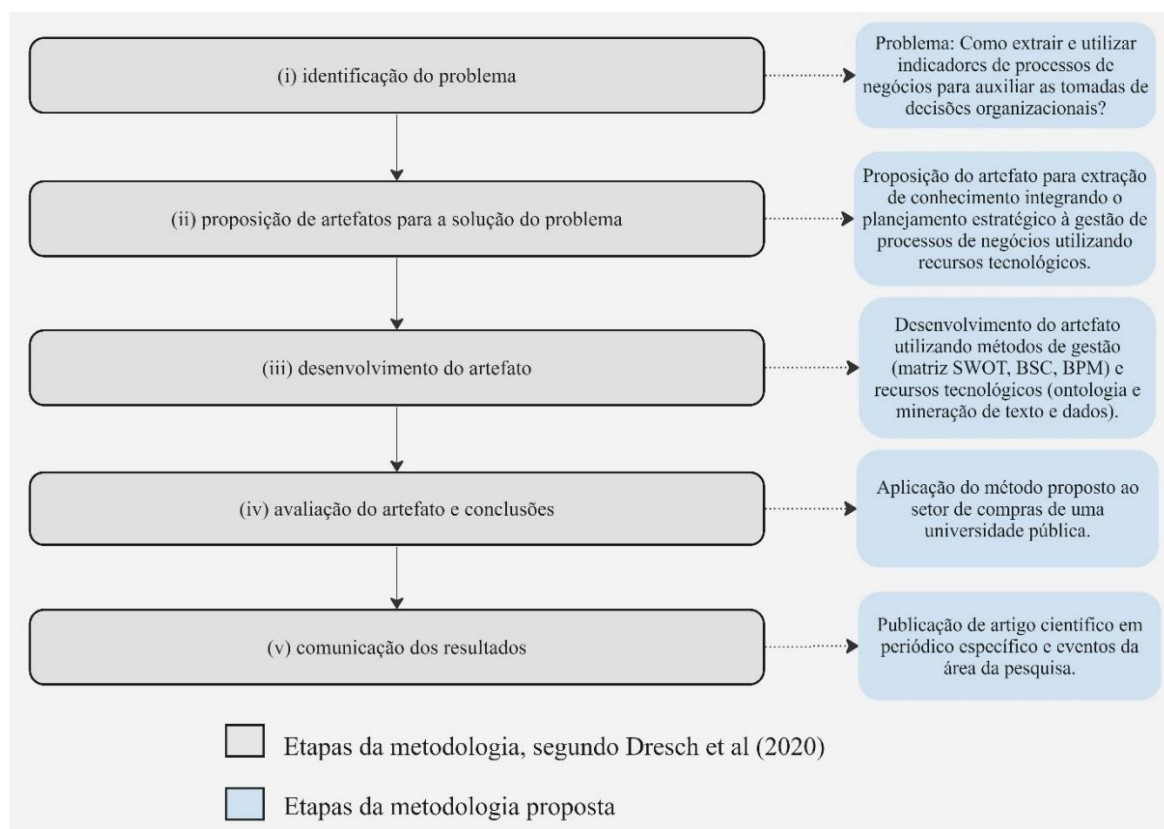 (i) identificação do problema
Problema: Como extrair e utilizar
indicadores de processos de
negócios para auxiliar as tomadas de
decisões organizacionais?
(ii) proposição de artefatos para a solução do problema
Proposição do artefato para extração
de conhecimento integrando o
planejamento estratégico à gestão de
processos de negócios utilizando
recursos tecnológicos.
(iii) desenvolvimento do artefato
Desenvolvimento do artefato
utilizando métodos de gestão
(matriz SWOT, BSC, BPM) e
recursos tecnológicos (ontologia e
mineração de texto e dados).
(iv) avaliação do artefato e conclusões
Aplicação do método proposto ao
setor de compras de uma
universidade pública.
(v) comunicação dos resultados
Publicação de artigo científico em
periódico específico e eventos da
área da pesquisa.
Etapas da metodologia, segundo Dresch et al (2020)
Etapas da metodologia proposta